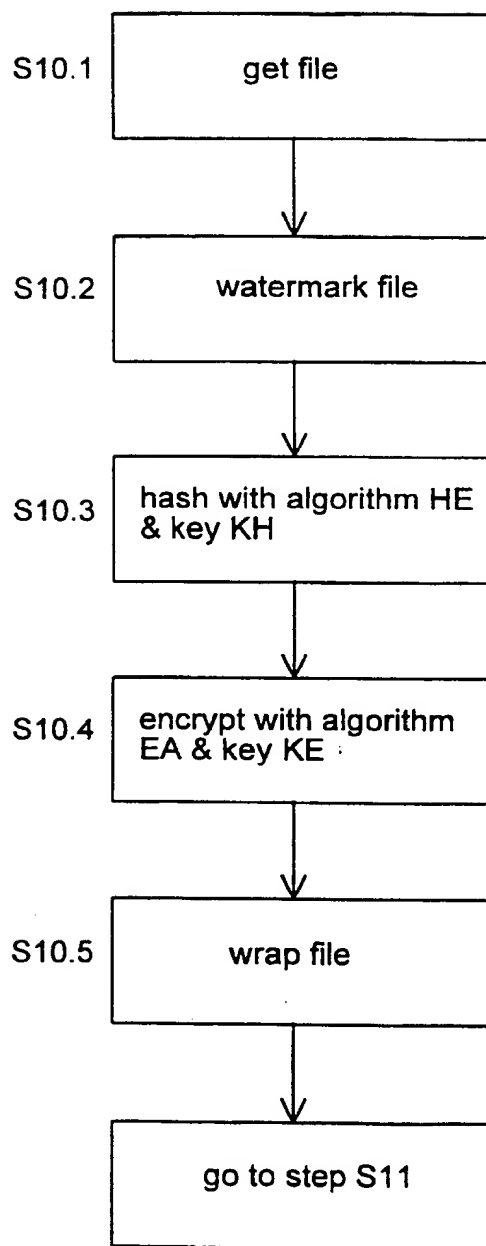 S10.1
get file
S10.2
watermark file
S10.3
hash with algorithm HE
& key KH
S10.4
encrypt with algorithm
EA & key KE
S10.5
wrap file
go to step S11